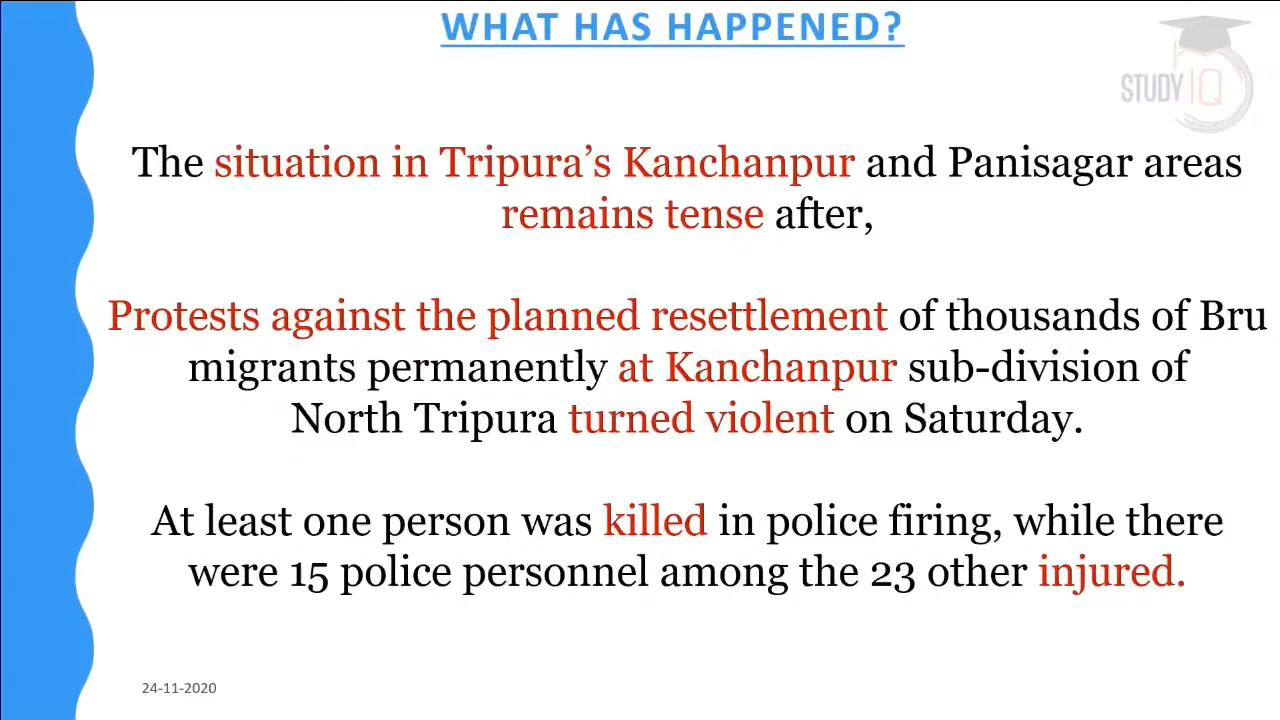 WHAT HAS HAPPENED?
STUDY IQ
The situation in Tripura's Kanchanpur and Panisagar areas
remains tense after,
Protests against the planned resettlement of thousands of Bru
migrants permanently at Kanchanpur sub-division of
North Tripura turned violent on Saturday.
At least one person was killed in police firing, while there
were 15 police personnel among the 23 other injured.
24-11-2020